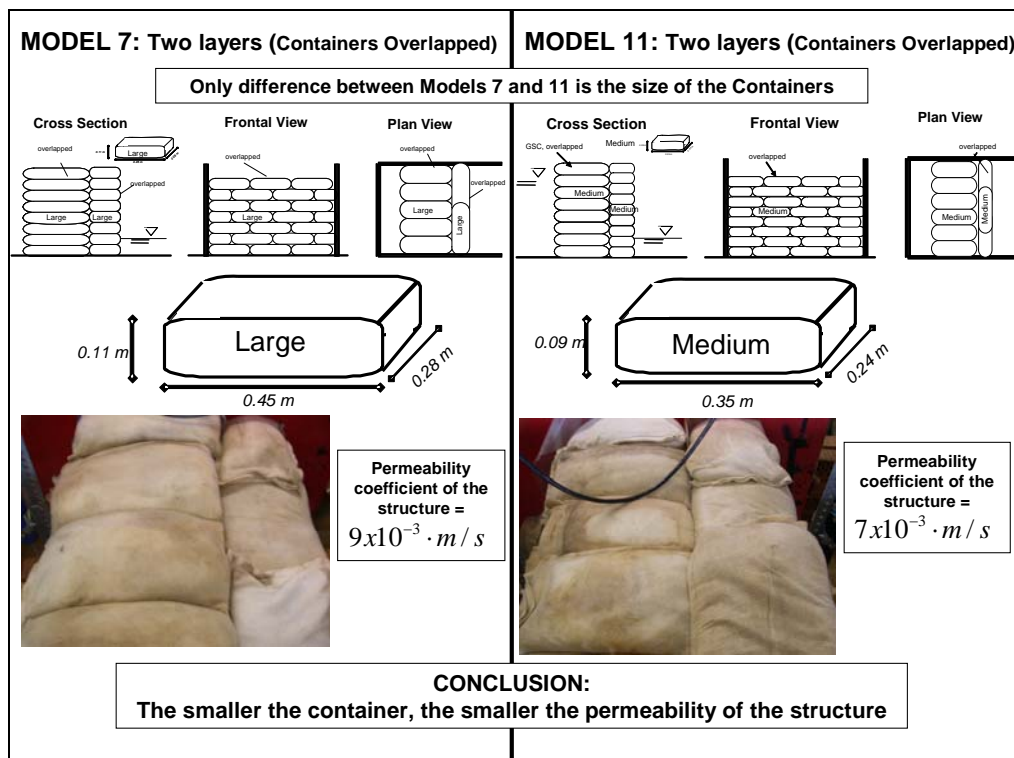 MODEL 7: Two layers (Containers Overlapped)
MODEL 11: Two layers (Containers Overlapped)
Only difference between Models 7 and 11 is the size of the Containers
Cross Section
Frontal View
Plan View
Large
overlapped
overlapped
Large
Large
overlapped
Large
overlapped
overlapped
Large
Large
Cross Section
Frontal View
Plan View
GSC, overlapped
Medium
Medium
Medium
overlapped
Medium
overlapped
Medium
Medium
0.11 m
Large
0.28 m
0.45 m
0.09 m
Medium
0.24 m
0.35 m
Permeability
coefficient of the
structure =
9x10⁻³ · m / s
Permeability
coefficient of the
structure =
7x10⁻³ · m / s
CONCLUSION:
The smaller the container, the smaller the permeability of the structure